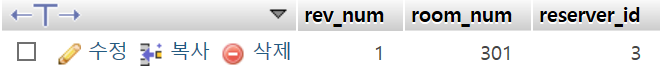 ←T→ rev_num room_num reserver_id
수정 복사 삭제 1 301 3